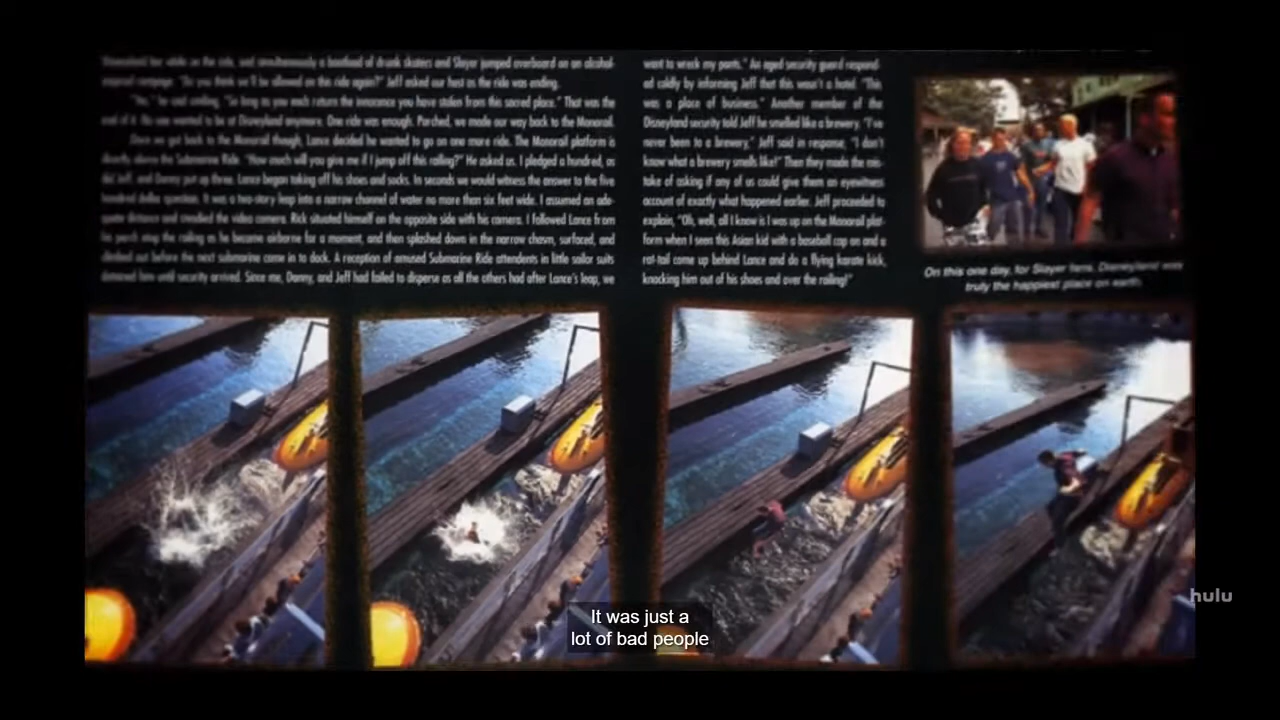 her while on the ride, and simultaneously a boatload of drunk skaters and Slayer jumped overboard on an alcohol-
rampage. "Do you think we'll be allowed on this ride again?" Jeff asked our host as the ride was ending.
"Yes," he said smiling, "So long as you each return the innocence you have stolen from this sacred place." That was the
end of it. No one wanted to be at Disneyland anymore. One ride was enough. Parched, we made our way back to the Monorail.
Once we got back to the Monorail though, Lance decided he wanted to go on one more ride. The Monorail platform is
directly above the Submarine Ride. "How much will you give me if I jump off this railing?" He asked us. I pledged a hundred, as
did Jeff, and Danny put up three. Lance began taking off his shoes and socks. In seconds we would witness the answer to the five
hundred dollar question. It was a two-story leap into a narrow channel of water no more than six feet wide. I assumed an ade-
quate distance and steadied the video camera. Rick situated himself on the opposite side with his camera. I followed Lance from
his perch atop the railing as he became airborne for a moment, and then splashed down in the narrow chasm, surfaced, and
climbed out before the next submarine came in to dock. A reception of amused Submarine Ride attendents in little sailor suits
detained him until security arrived. Since me, Danny, and Jeff had failed to disperse as all the others had after Lance's leap, we
want to wreck my pants." An aged security guard respond-
ed coldly by informing Jeff that this wasn't a hotel. "This
was a place of business." Another member of the
Disneyland security told Jeff he smelled like a brewery. "I've
never been to a brewery," Jeff said in response, "I don't
know what a brewery smells like!" Then they made the mis-
take of asking if any of us could give them an eyewitness
account of exactly what happened earlier. Jeff proceeded to
explain, "Oh, well, all I know is I was up on the Monorail plat-
form when I seen this Asian kid with a baseball cap on and a
rat-tail come up behind Lance and do a flying karate kick,
knocking him out of his shoes and over the railing!"
On this one day, for Slayer fans, Disneyland was
truly the happiest place on earth.
It was just a
lot of bad people
hulu